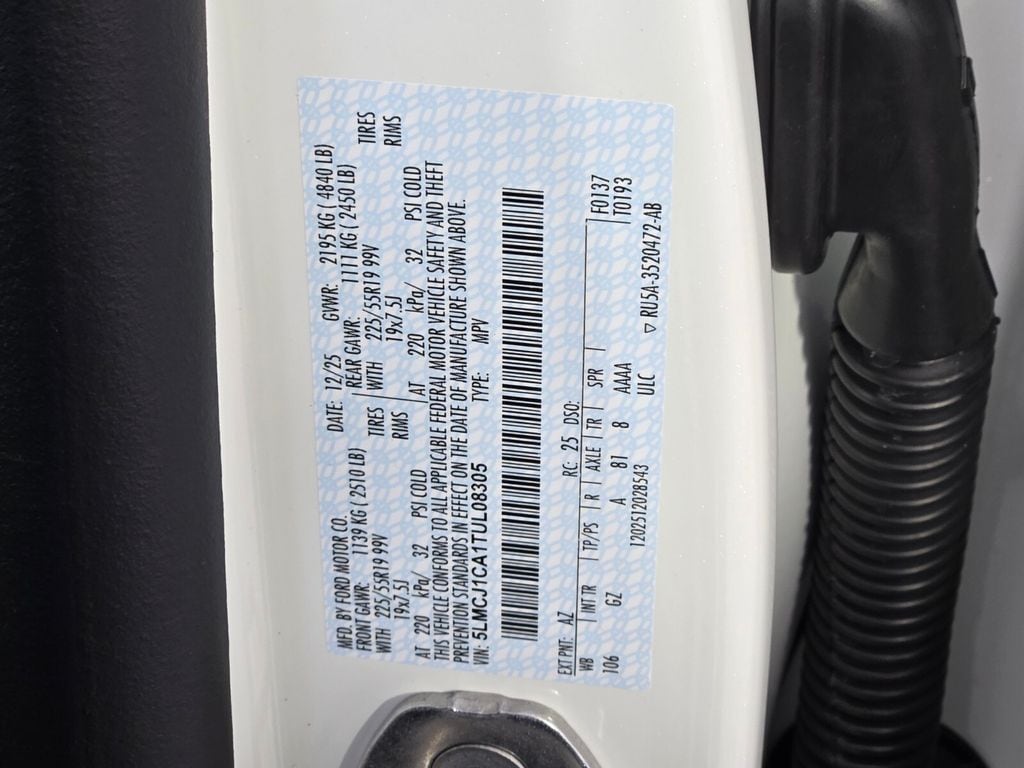 MFD. BY FORD MOTOR CO. DATE: 12/25 GVWR: 2195 KG ( 4840 LB)
FRONT GAWR: 1139 KG ( 2510 LB) REAR GAWR: 1111 KG ( 2450 LB)
WITH 225/55R19 99V TIRES WITH 225/55R19 99V TIRES
19x7.5J RIMS 19x7.5J RIMS
AT 220 kPa/ 32 PSI COLD AT 220 kPa/ 32 PSI COLD
THIS VEHICLE CONFORMS TO ALL APPLICABLE FEDERAL MOTOR VEHICLE SAFETY AND THEFT
PREVENTION STANDARDS IN EFFECT ON THE DATE OF MANUFACTURE SHOWN ABOVE.
VIN: 5LMCJ1CA1TUL08305 TYPE: MPV
EXT PNT: AZ RC: 25 DSO: F0137
WB INT TR TP/PS R AXLE TR SPR T0193
106 GZ A 81 8 AAAA
1202512028543 ULC ▽ RU5A-3520472-AB